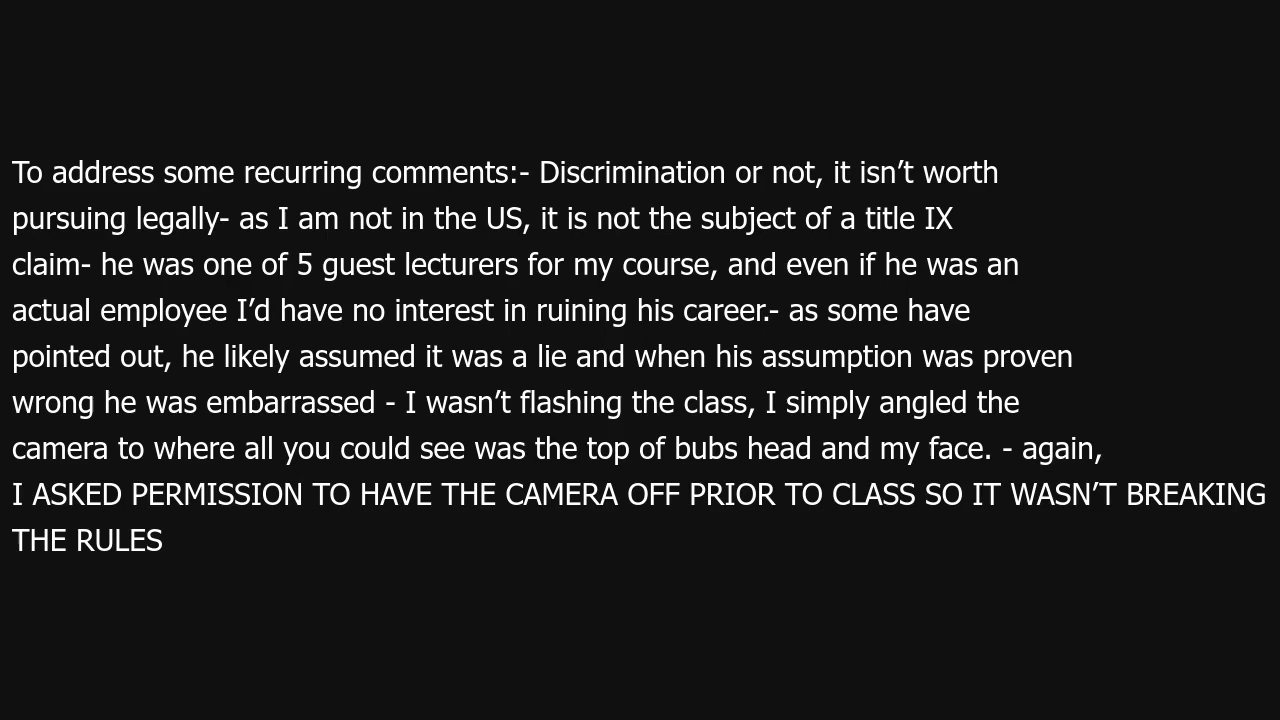 To address some recurring comments:- Discrimination or not, it isn’t worth
pursuing legally- as I am not in the US, it is not the subject of a title IX
claim- he was one of 5 guest lecturers for my course, and even if he was an
actual employee I’d have no interest in ruining his career.- as some have
pointed out, he likely assumed it was a lie and when his assumption was proven
wrong he was embarrassed - I wasn’t flashing the class, I simply angled the
camera to where all you could see was the top of bubs head and my face. - again,
I ASKED PERMISSION TO HAVE THE CAMERA OFF PRIOR TO CLASS SO IT WASN’T BREAKING
THE RULES